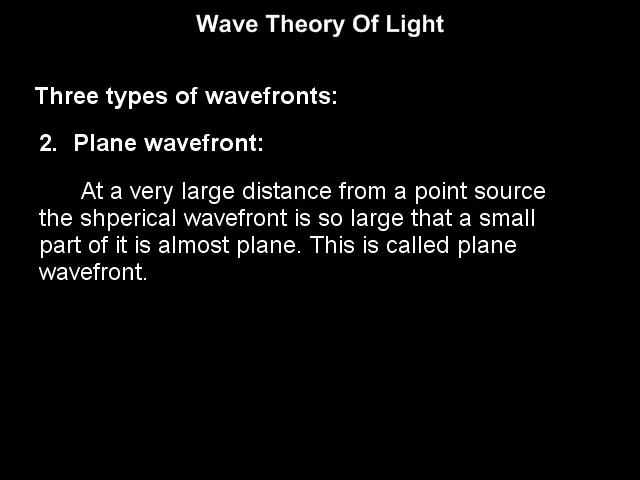 Wave Theory Of Light
Three types of wavefronts:
2. Plane wavefront:
At a very large distance from a point source
the shperical wavefront is so large that a small
part of it is almost plane. This is called plane
wavefront.